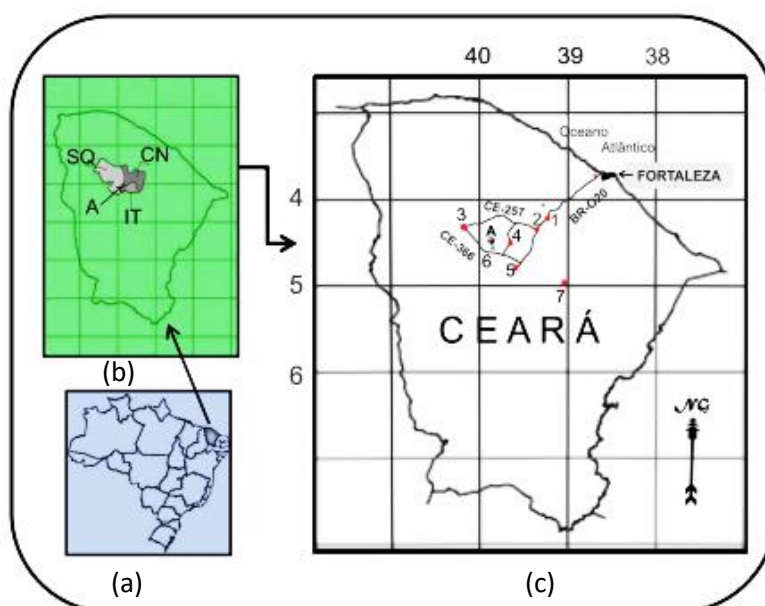 40 39 38
SQ CN
A IT
(b)
(a)
Oceano
Atlântico
FORTALEZA
4
CE-257
BR-020
3
2 1
A
4
CE-366
6
5
5
7
CEARÁ
6
NG
(c)